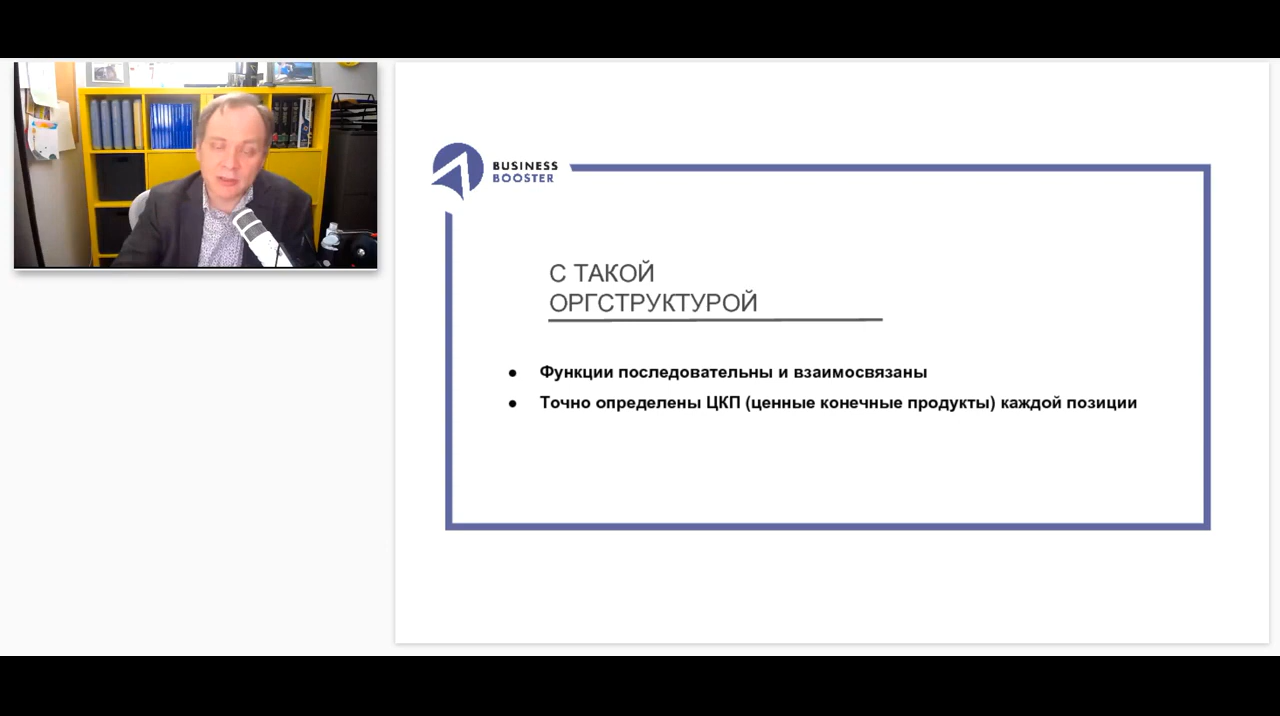 BUSINESS
BOOSTER
С ТАКОЙ
ОРГСТРУКТУРОЙ
● Функции последовательны и взаимосвязаны
● Точно определены ЦКП (ценные конечные продукты) каждой позиции